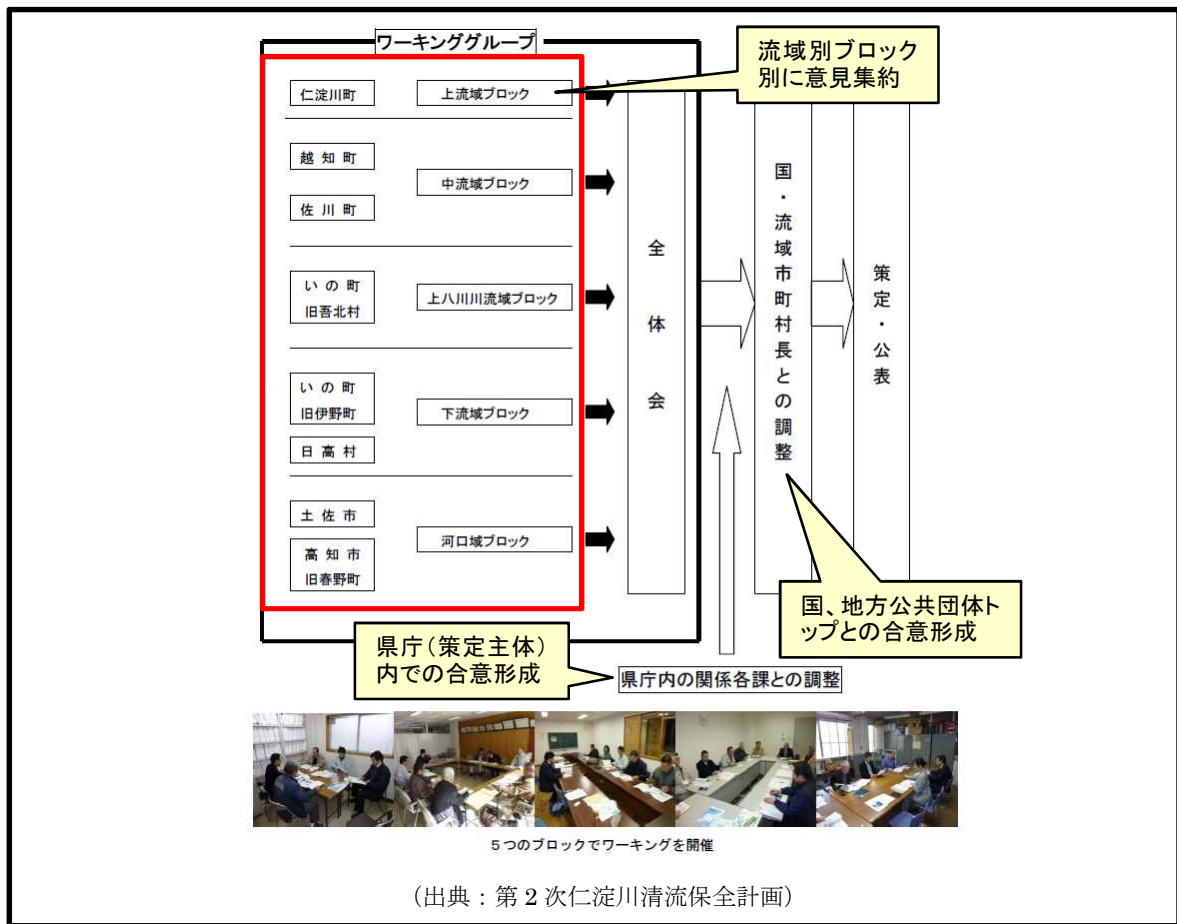 ワーキンググループ
流域別ブロック
別に意見集約
仁淀川町
上流域ブロック
越知町
佐川町
中流域ブロック
いの町
旧吾北村
上八川川流域ブロック
いの町
旧伊野町
日高村
下流域ブロック
土佐市
高知市
旧春野町
河口域ブロック
全体会
国・流域市町村長との調整
策定・公表
国、地方公共団体ト
ップとの合意形成
県庁(策定主体)
内での合意形成
県庁内の関係各課との調整
5つのブロックでワーキングを開催
(出典:第2次仁淀川清流保全計画)